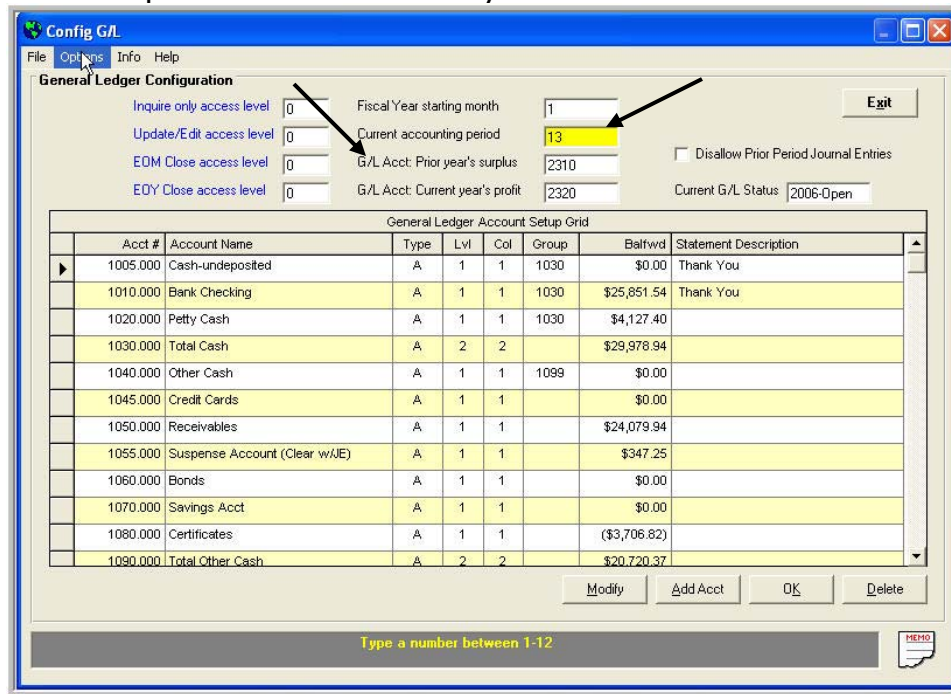 Config G/L
File Options Info Help
General Ledger Configuration
Inquire only access level 0 Fiscal Year starting month 1 Exit
Update/Edit access level 0 Current accounting period 13
EOM Close access level 0 G/L Acct: Prior year's surplus 2310 Disallow Prior Period Journal Entries
EOY Close access level 0 G/L Acct: Current year's profit 2320 Current G/L Status 2006-Open
General Ledger Account Setup Grid
Acct # Account Name Type Lvl Col Group Balfwd Statement Description
1005.000 Cash-undeposited A 1 1 1030 $0.00 Thank You
1010.000 Bank Checking A 1 1 1030 $25,851.54 Thank You
1020.000 Petty Cash A 1 1 1030 $4,127.40
1030.000 Total Cash A 2 2 $29,978.94
1040.000 Other Cash A 1 1 1099 $0.00
1045.000 Credit Cards A 1 1 $0.00
1050.000 Receivables A 1 1 $24,079.94
1055.000 Suspense Account (Clear w/JE) A 1 1 $347.25
1060.000 Bonds A 1 1 $0.00
1070.000 Savings Acct A 1 1 $0.00
1080.000 Certificates A 1 1 ($3,706.82)
1090.000 Total Other Cash A 2 2 $20,720.37
Modify Add Acct OK Delete
Type a number between 1-12
MEMO